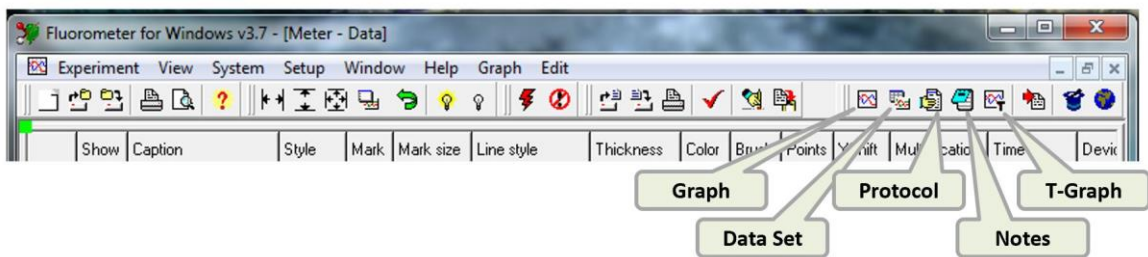 Fluorometer for Windows v3.7 - [Meter - Data]
Experiment View System Setup Window Help Graph Edit
Show Caption Style Mark Mark size Line style Thickness Color Points Time
Graph Protocol T-Graph
Data Set Notes